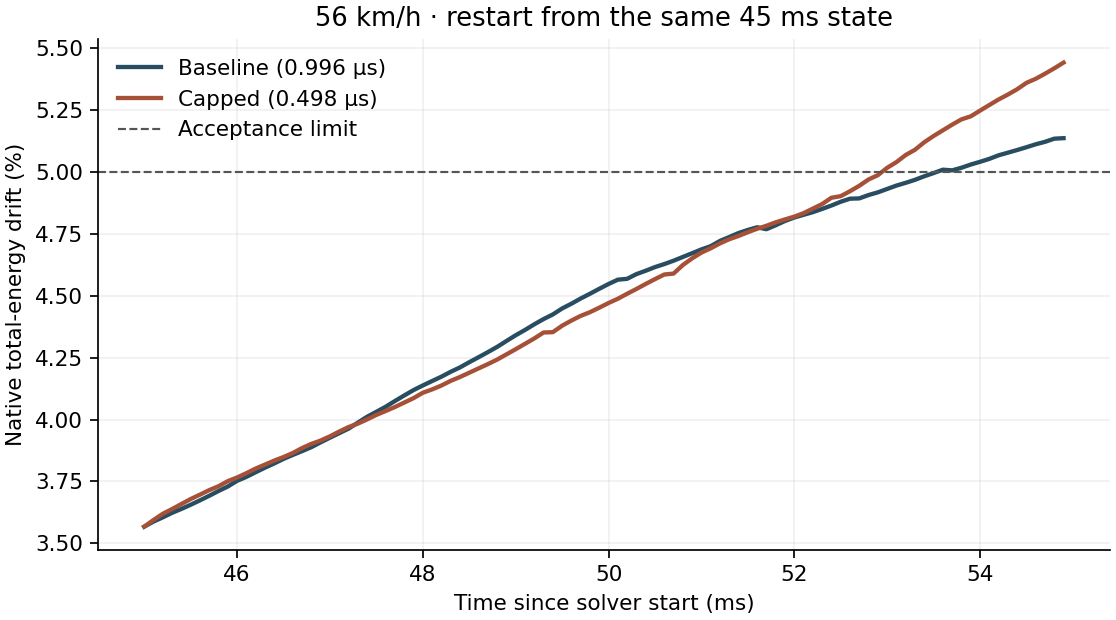 56 km/h · restart from the same 45 ms state
Baseline (0.996 µs)
Capped (0.498 µs)
Acceptance limit
Native total-energy drift (%)
5.50
5.25
5.00
4.75
4.50
4.25
4.00
3.75
3.50
46 48 50 52 54
Time since solver start (ms)